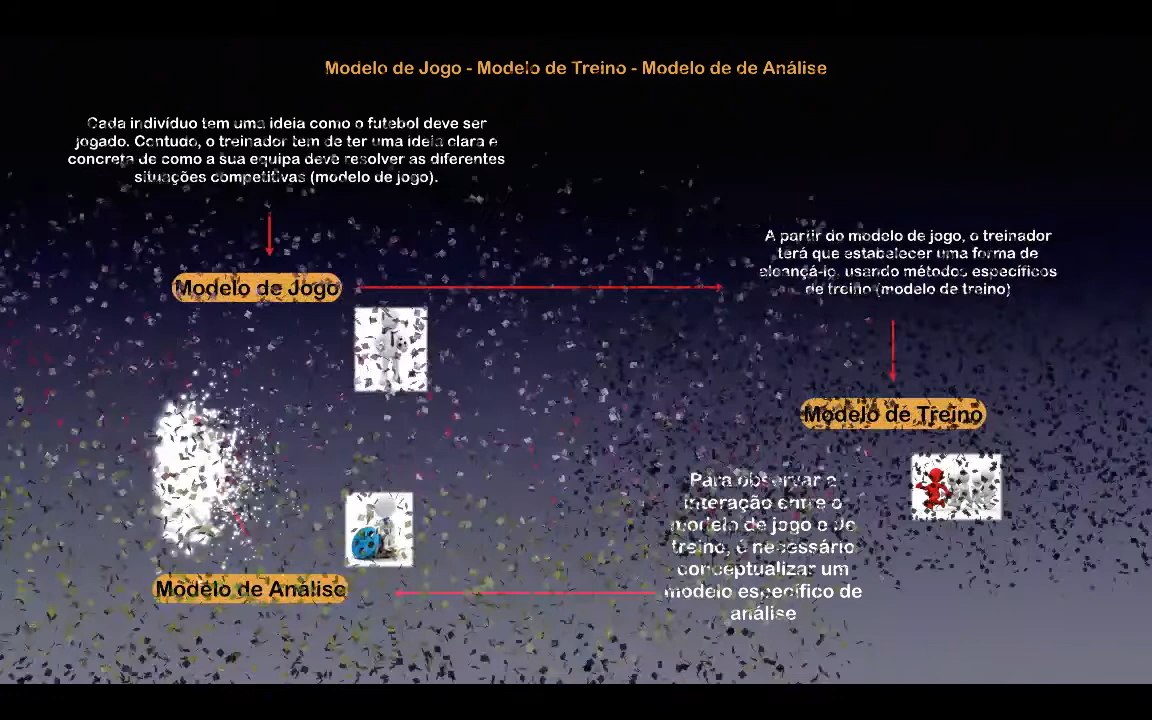 Modelo de Jogo - Modelo de Treino - Modelo de de Análise
Cada indivíduo tem uma ideia como o futebol deve ser
jogado. Contudo, o treinador tem de ter uma ideia clara e
concreta de como a sua equipa deve resolver as diferentes
situações competitivas (modelo de jogo).
Modelo de Jogo
A partir do modelo de jogo, o treinador
terá que estabelecer uma forma de
alcançá-lo, usando métodos específicos
de treino (modelo de treino)
Modelo de Treino
Para observar a
interação entre o
modelo de jogo e de
treino, é necessário
conceptualizar um
modelo específico de
análise
Modelo de Análise